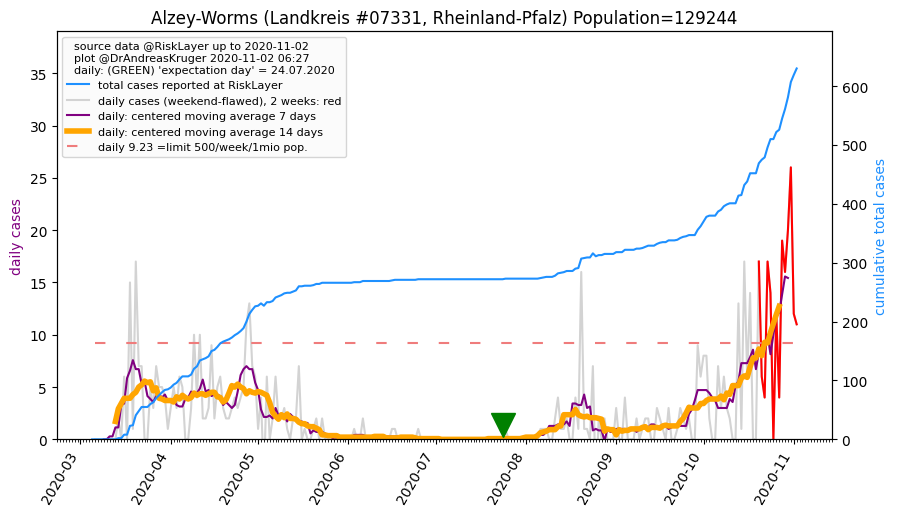 Alzey-Worms (Landkreis #07331, Rheinland-Pfalz) Population=129244
source data @RiskLayer up to 2020-11-02
plot @DrAndreasKruger 2020-11-02 06:27
daily: (GREEN) 'expectation day' = 24.07.2020
total cases reported at RiskLayer
daily cases (weekend-flawed), 2 weeks: red
daily: centered moving average 7 days
daily: centered moving average 14 days
daily 9.23 =limit 500/week/1mio pop.
daily cases
35
30
25
20
15
10
5
0
cumulative total cases
600
500
400
300
200
100
0
2020-03
2020-04
2020-05
2020-06
2020-07
2020-08
2020-09
2020-10
2020-11